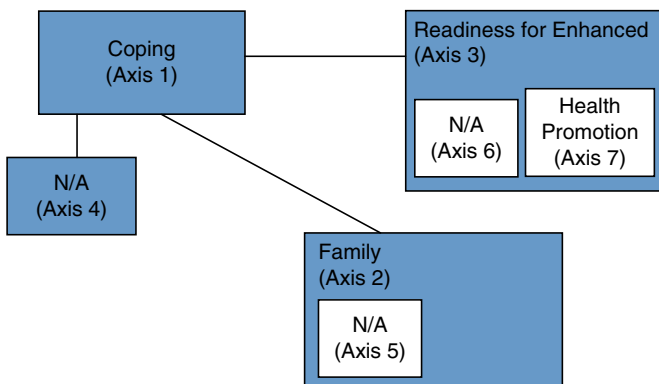 Coping
(Axis 1)
Readiness for Enhanced
(Axis 3)
N/A
(Axis 6)
Health
Promotion
(Axis 7)
N/A
(Axis 4)
Family
(Axis 2)
N/A
(Axis 5)